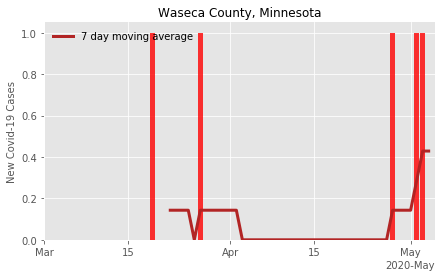 Waseca County, Minnesota
7 day moving average
New Covid-19 Cases
1.0
0.8
0.6
0.4
0.2
0.0
Mar 15 Apr 15 May
2020-May